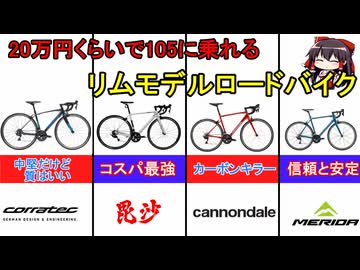 20万円くらいで105に乗れる
リムモデルロードバイク
中堅だけど
質はいい
コスパ最強
カーボンキラー
信頼と安定
corratec
GERMAN DESIGN & ENGINEERING
毘沙
cannondale
MERIDA